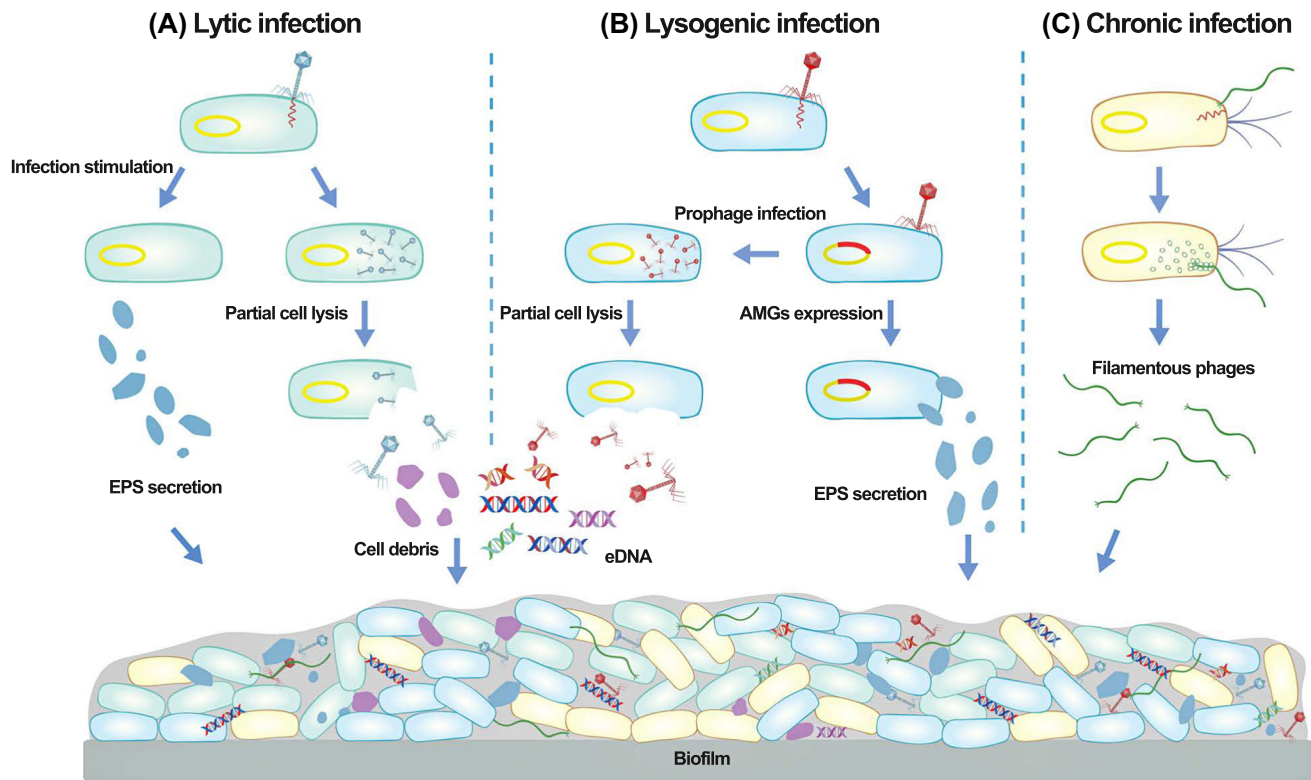 (A) Lytic infection
(B) Lysogenic infection
(C) Chronic infection
Infection stimulation
Prophage infection
Partial cell lysis
Partial cell lysis
AMGs expression
Filamentous phages
EPS secretion
EPS secretion
Cell debris
eDNA
Biofilm